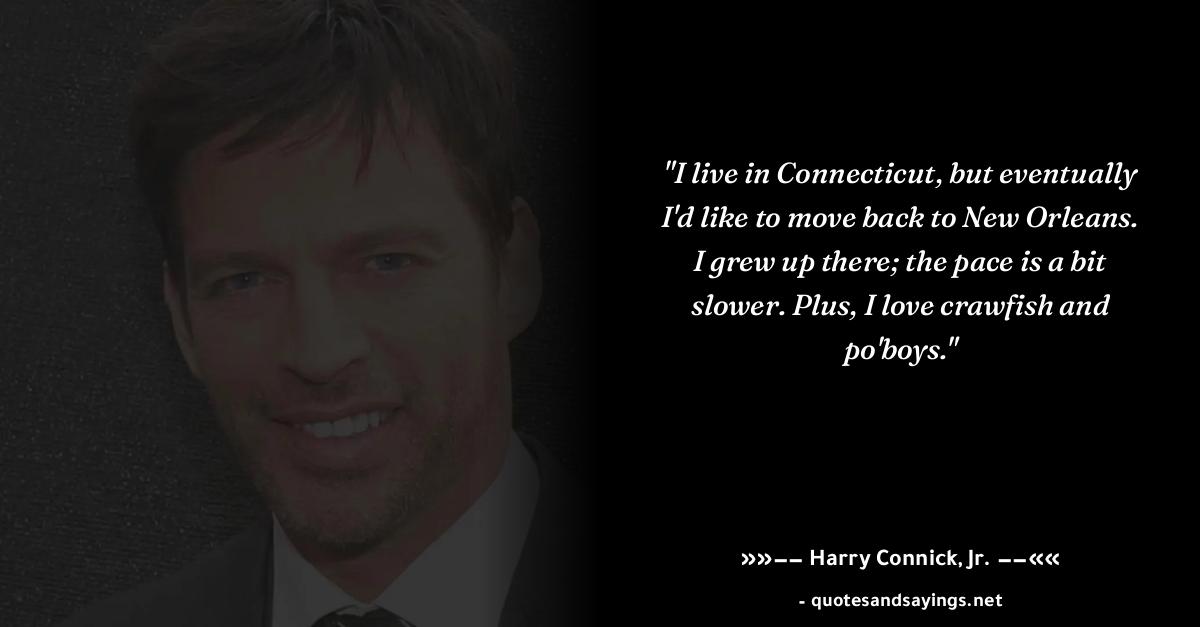 "I live in Connecticut, but eventually
I'd like to move back to New Orleans.
I grew up there; the pace is a bit
slower. Plus, I love crawfish and
po'boys."
»»−− Harry Connick, Jr. −−««
- quotesandsayings.net